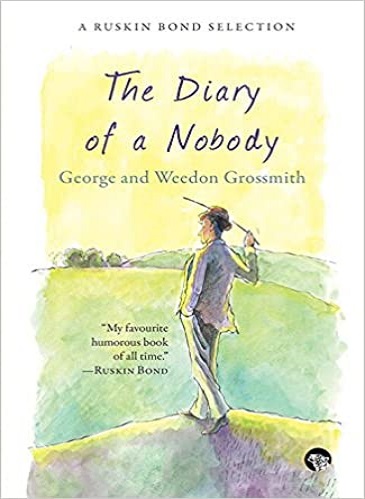 A RUSKIN BOND SELECTION
The Diary
of a Nobody
George and Weedon Grossmith
“My favourite
humorous book
of all time.”
—RUSKIN BOND